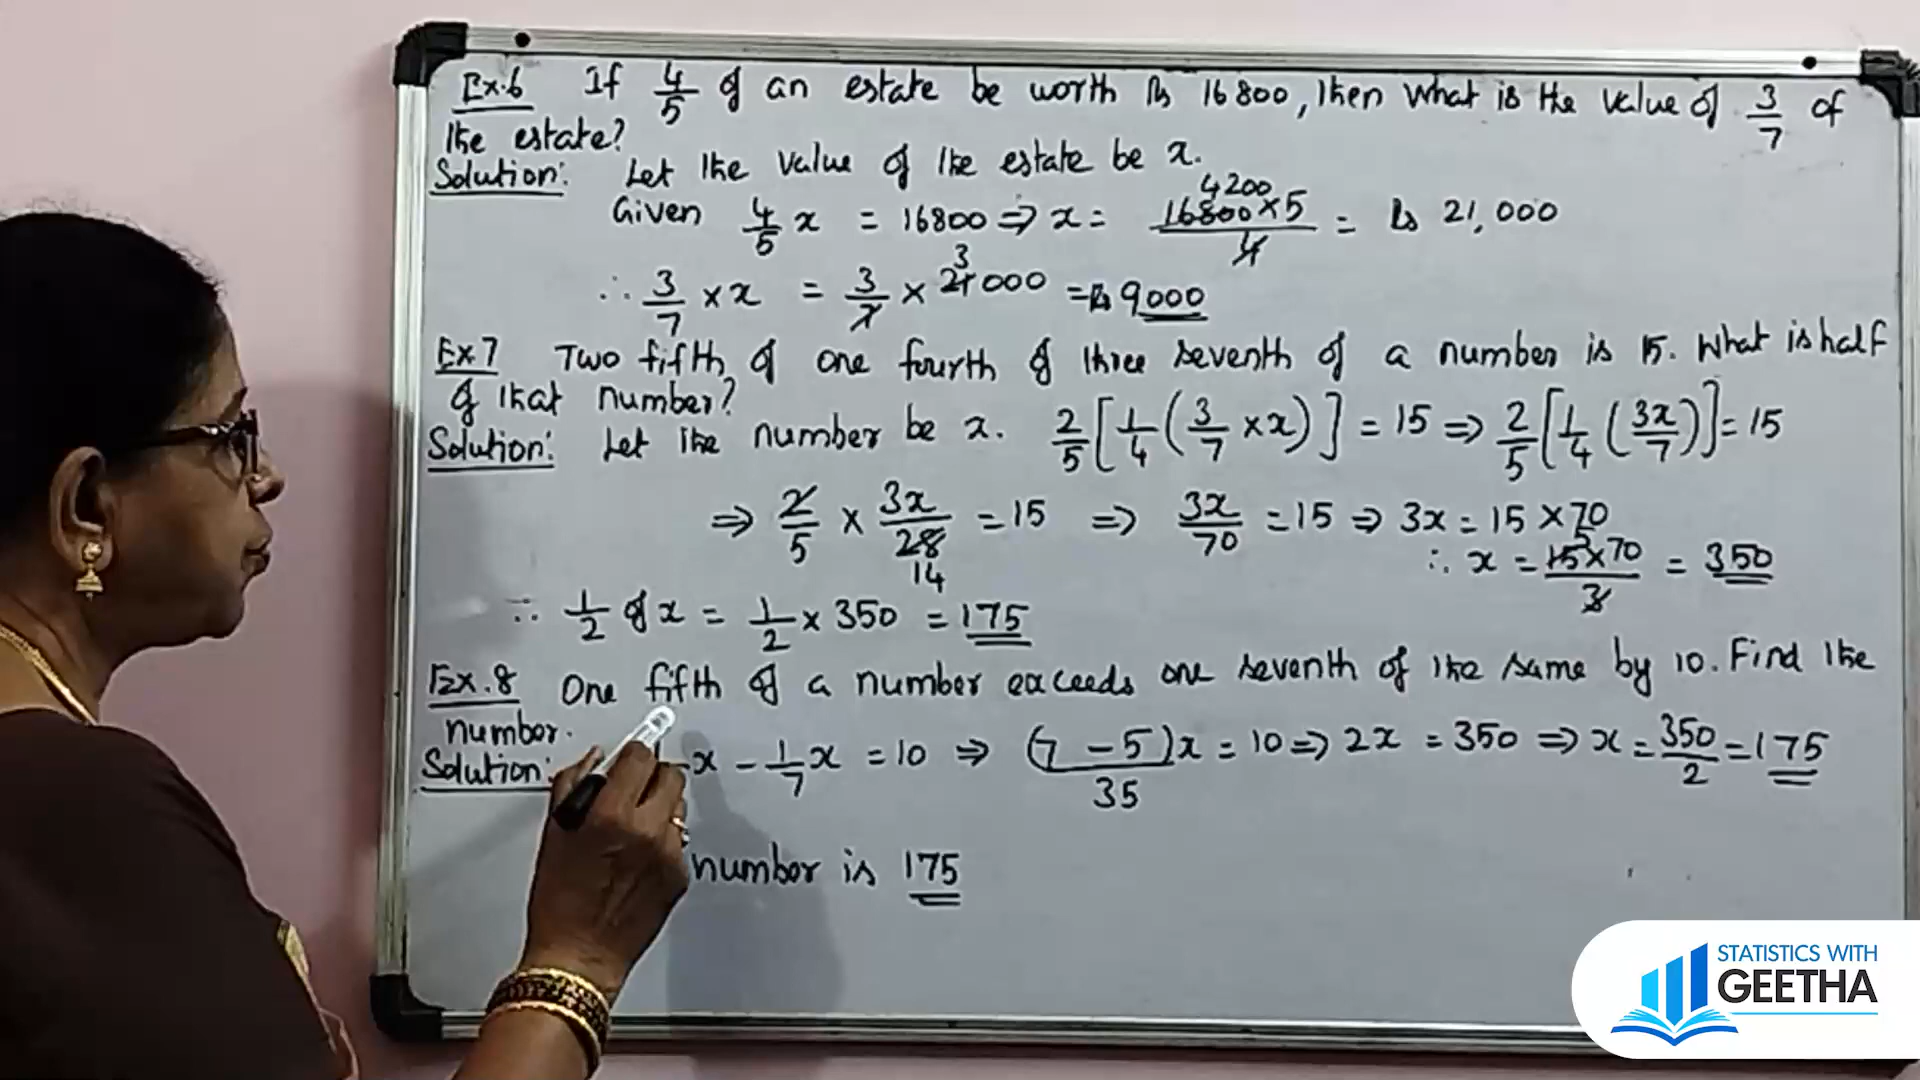 Ex.6 If 4/5 of an estate be worth Rs 16800, then what is the value of 3/7 of
the estate?
Solution: Let the value of the estate be x.
Given 4/5 x = 16800 ⇒ x = 4200 16800×5/4 = Rs 21,000
∴ 3/7 × x = 3/7 × 3 21000 = Rs 9000
Ex.7 Two fifth of one fourth of three seventh of a number is 15. What is half
of that number?
Solution: Let the number be x. 2/5[1/4(3/7 × x)] = 15 ⇒ 2/5[1/4(3x/7)] = 15
⇒ 2/5 × 3x/28 14 = 15 ⇒ 3x/70 = 15 ⇒ 3x = 15 × 70
∴ x = 5 15×70/3 = 350
∴ 1/2 of x = 1/2 × 350 = 175
Ex.8 One fifth of a number exceeds one seventh of the same by 10. Find the
number.
Solution: x − 1/7 x = 10 ⇒ (7 − 5)x/35 = 10 ⇒ 2x = 350 ⇒ x = 350/2 = 175
number is 175
STATISTICS WITH
GEETHA